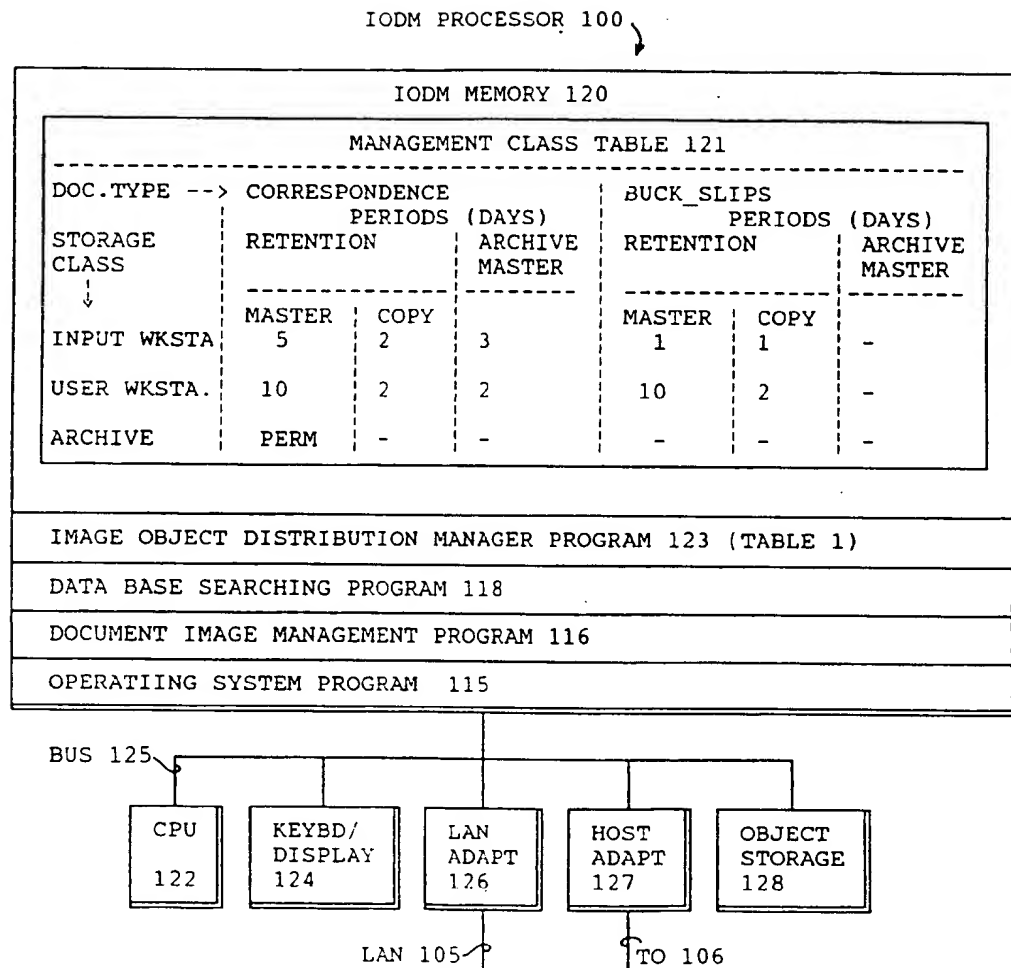 IODM PROCESSOR 100
IODM MEMORY 120
MANAGEMENT CLASS TABLE 121
DOC.TYPE --> CORRESPONDENCE BUCK_SLIPS
PERIODS (DAYS) PERIODS (DAYS)
STORAGE RETENTION ARCHIVE RETENTION ARCHIVE
CLASS MASTER MASTER
MASTER COPY MASTER COPY
INPUT WKSTA 5 2 3 1 1 -
USER WKSTA. 10 2 2 10 2 -
ARCHIVE PERM - - - - -
IMAGE OBJECT DISTRIBUTION MANAGER PROGRAM 123 (TABLE 1)
DATA BASE SEARCHING PROGRAM 118
DOCUMENT IMAGE MANAGEMENT PROGRAM 116
OPERATIING SYSTEM PROGRAM 115
BUS 125
CPU KEYBD/ LAN HOST OBJECT
DISPLAY ADAPT ADAPT STORAGE
122 124 126 127 128
LAN 105 TO 106